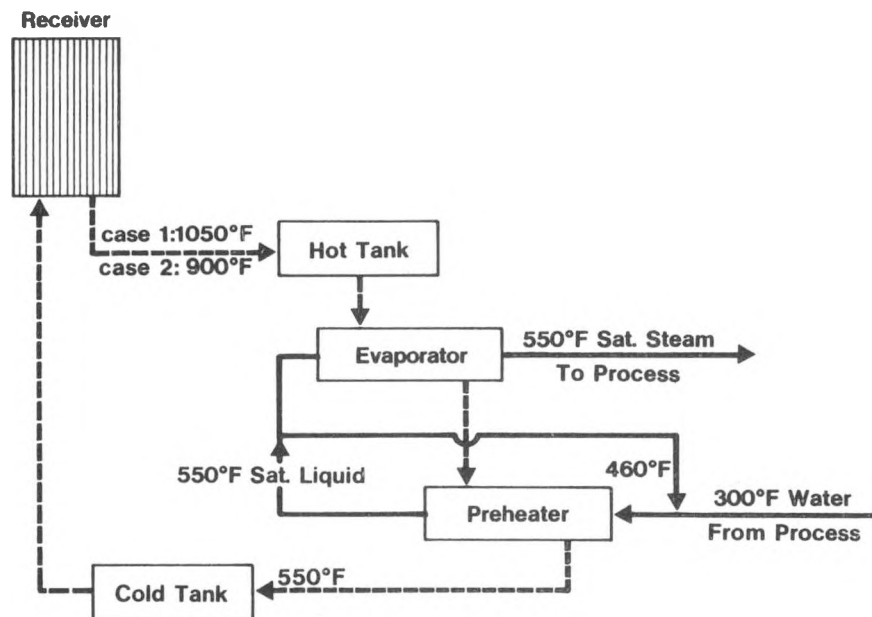 Receiver
case 1:1050°F
case 2: 900°F
Hot Tank
Evaporator
550°F Sat. Steam
To Process
550°F Sat. Liquid
460°F
300°F Water
Preheater
From Process
550°F
Cold Tank